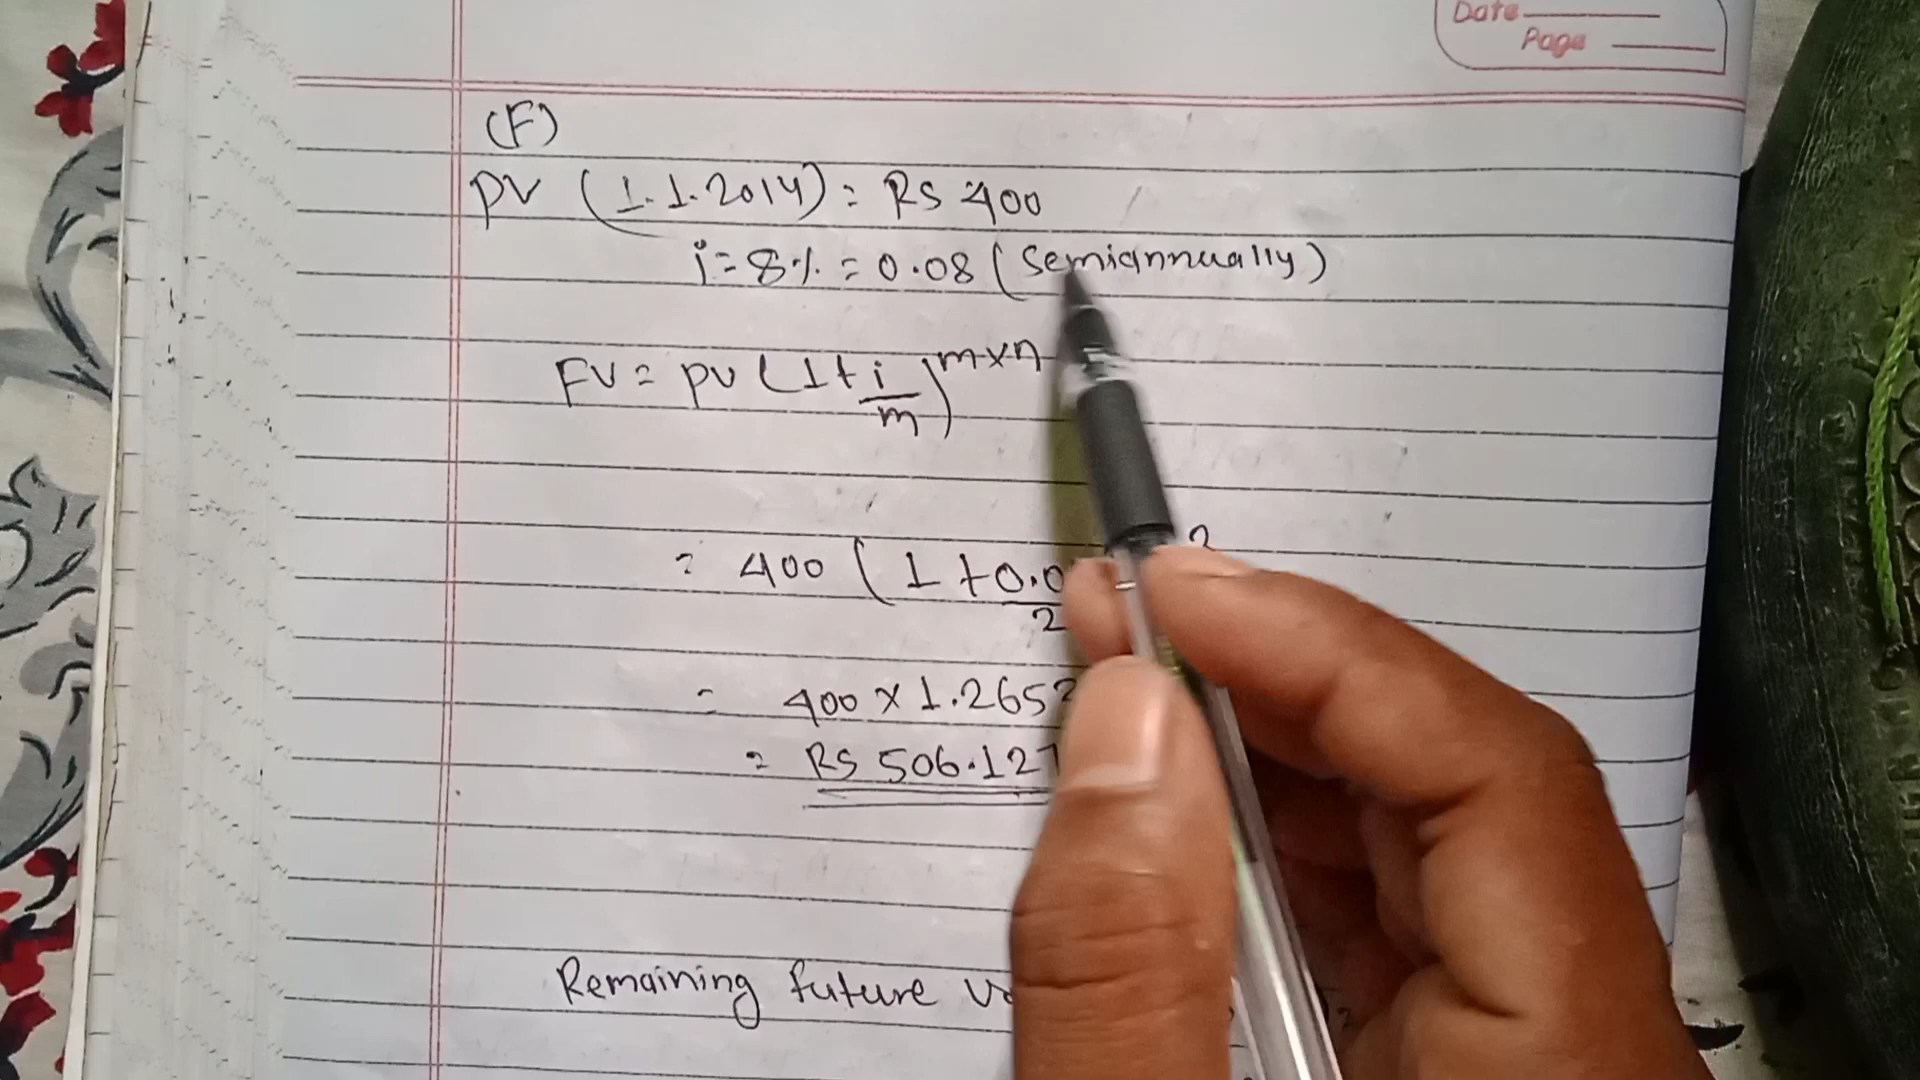 Date
Page
(F)
PV (1.1.2014) = RS 400
i = 8% = 0.08 (semiannually)
FV = PV (1 + i/m)^m×n
= 400 (1 + 0.0 /2 2
= 400 × 1.265
= RS 506.12
Remaining future